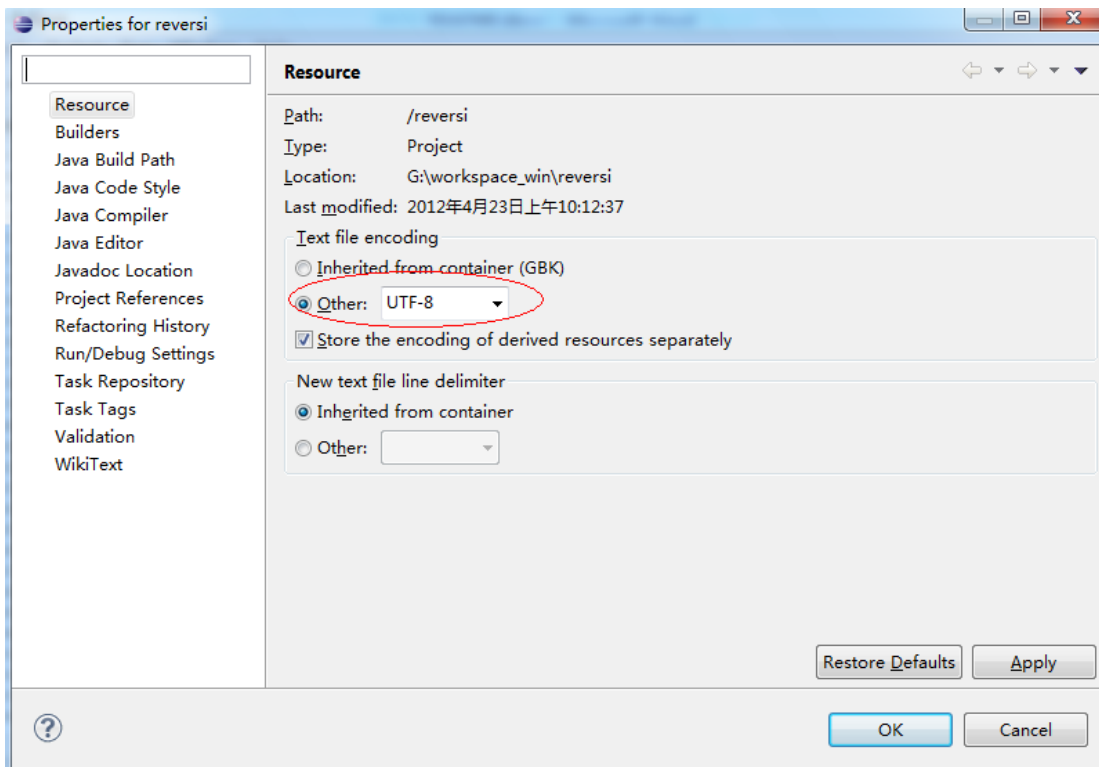 Properties for reversi
Resource
Builders
Java Build Path
Java Code Style
Java Compiler
Java Editor
Javadoc Location
Project References
Refactoring History
Run/Debug Settings
Task Repository
Task Tags
Validation
WikiText
Resource
Path: /reversi
Type: Project
Location: G:\workspace_win\reversi
Last modified: 2012年4月23日上午10:12:37
Text file encoding
Inherited from container (GBK)
Other: UTF-8
Store the encoding of derived resources separately
New text file line delimiter
Inherited from container
Other:
Restore Defaults Apply
OK Cancel